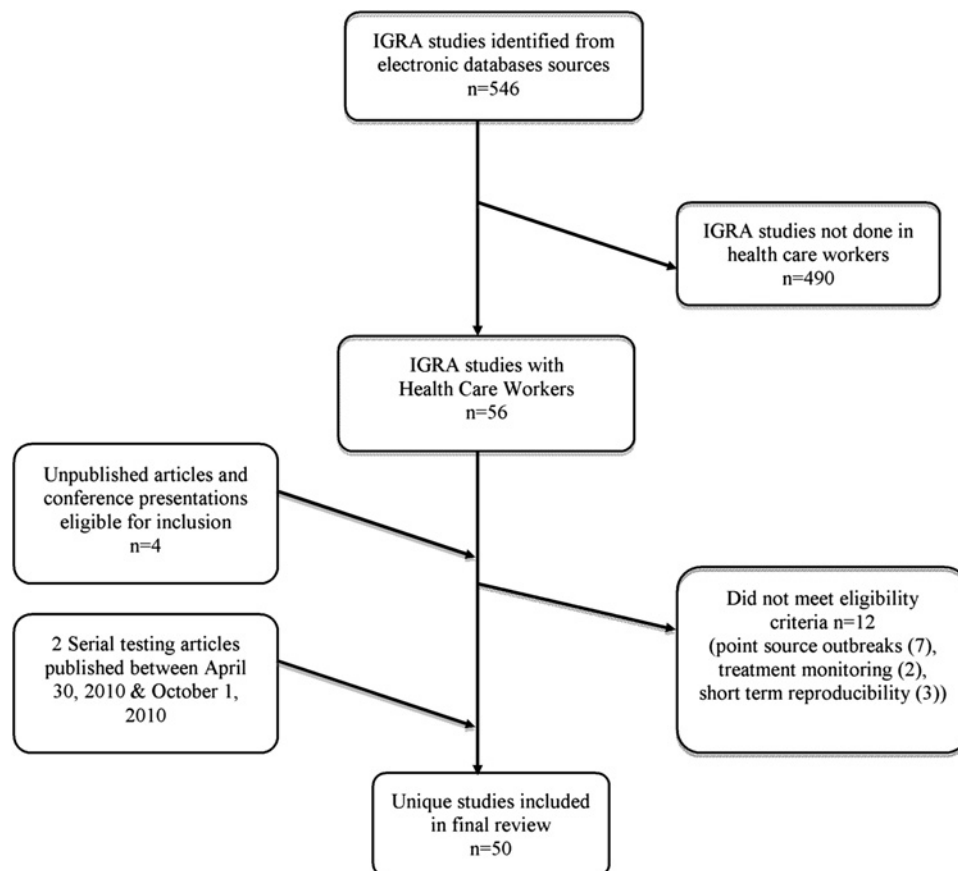 IGRA studies identified from
electronic databases sources
n=546
IGRA studies not done in
health care workers
n=490
IGRA studies with
Health Care Workers
n=56
Unpublished articles and
conference presentations
eligible for inclusion
n=4
Did not meet eligibility
criteria n=12
(point source outbreaks (7),
treatment monitoring (2),
short term reproducibility (3))
2 Serial testing articles
published between April
30, 2010 & October 1,
2010
Unique studies included
in final review
n=50